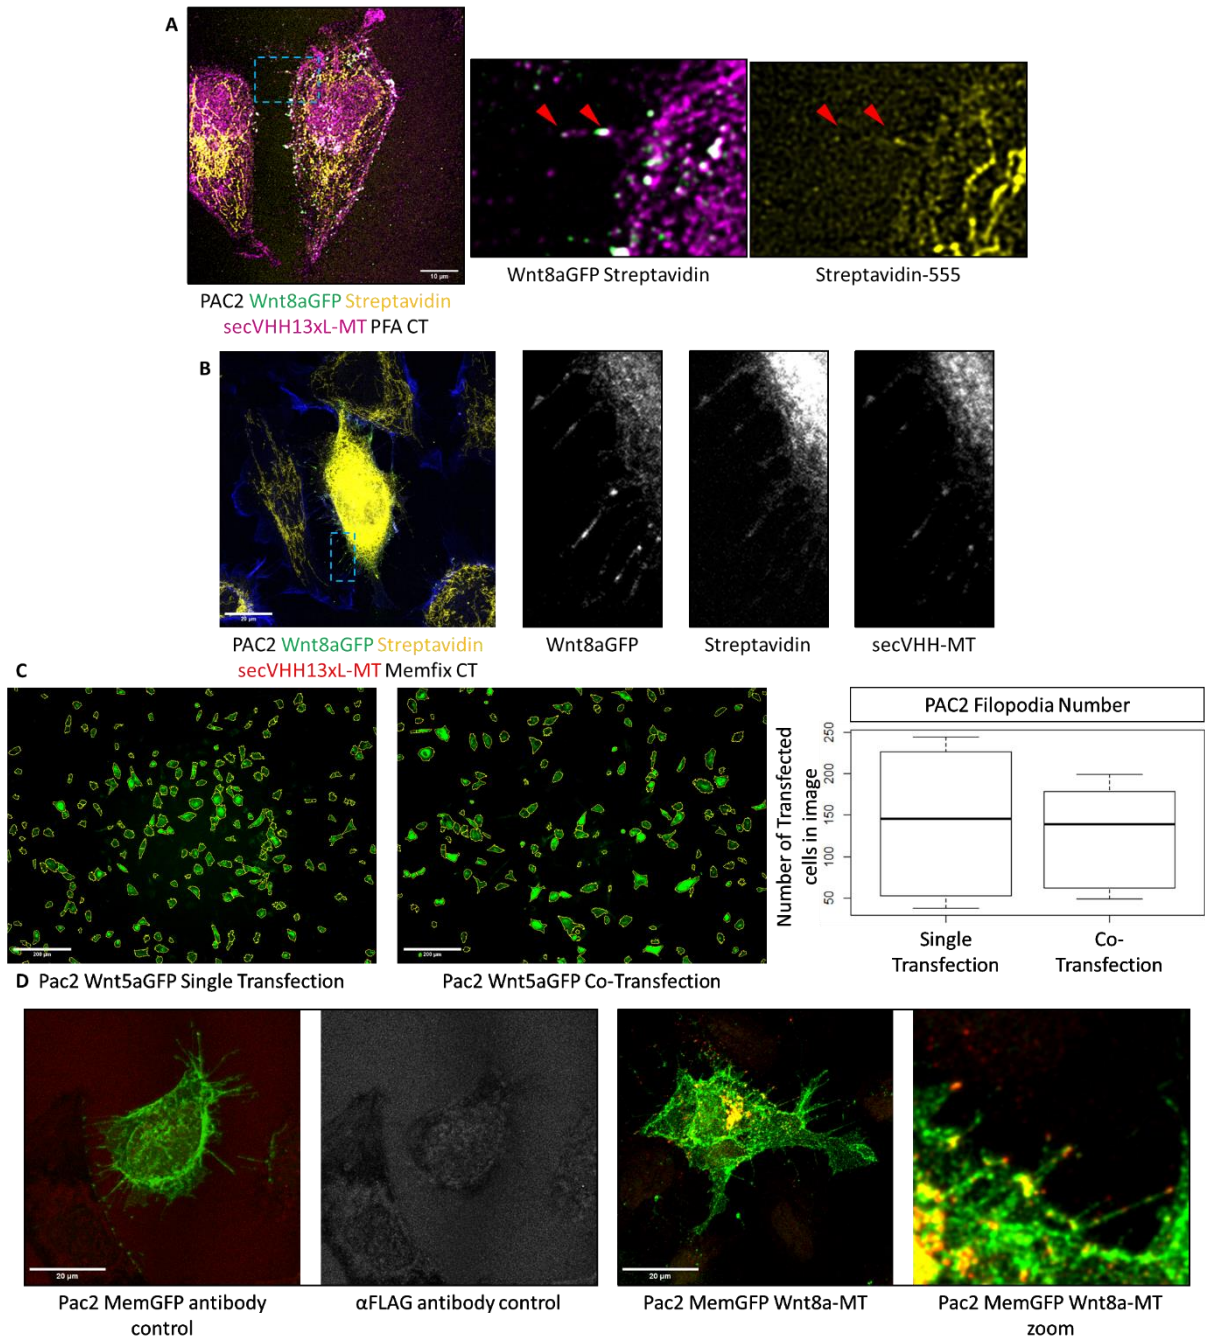 A
10 µm
Wnt8aGFP Streptavidin
Streptavidin-555
PAC2 Wnt8aGFP Streptavidin
secVHH13xL-MT PFA CT
B
20 µm
PAC2 Wnt8aGFP Streptavidin
secVHH13xL-MT Memfix CT
Wnt8aGFP
Streptavidin
secVHH-MT
C
200 µm
200 µm
Pac2 Wnt5aGFP Single Transfection
Pac2 Wnt5aGFP Co-Transfection
PAC2 Filopodia Number
Number of Transfected
cells in image
250
200
150
100
50
Single
Transfection
Co-
Transfection
D
20 µm
20 µm
Pac2 MemGFP antibody
control
αFLAG antibody control
Pac2 MemGFP Wnt8a-MT
Pac2 MemGFP Wnt8a-MT
zoom